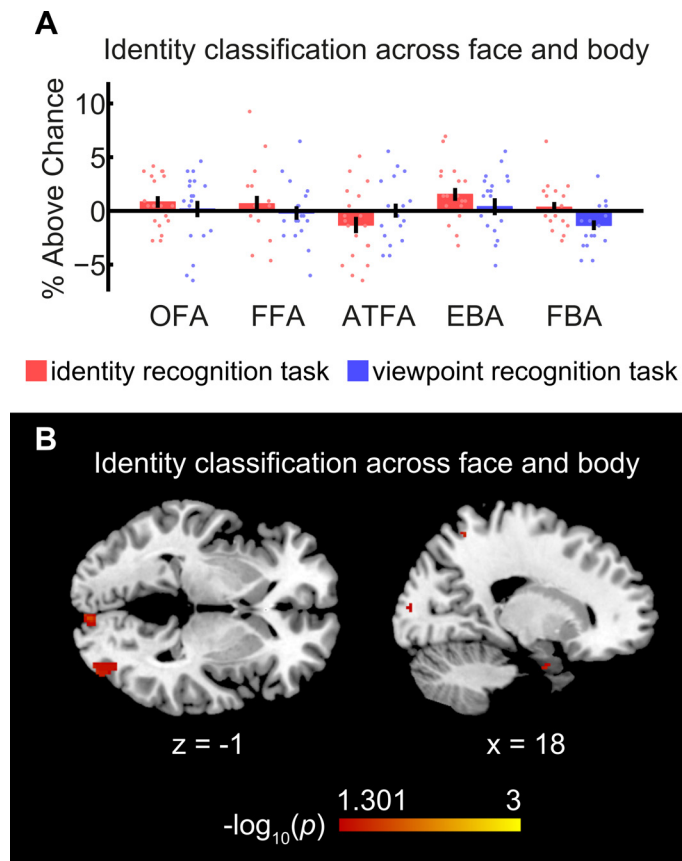 A
Identity classification across face and body
% Above Chance
10
5
0
−5
OFA FFA ATFA EBA FBA
identity recognition task viewpoint recognition task
B
Identity classification across face and body
z = -1 x = 18
1.301 3
-log10(p)